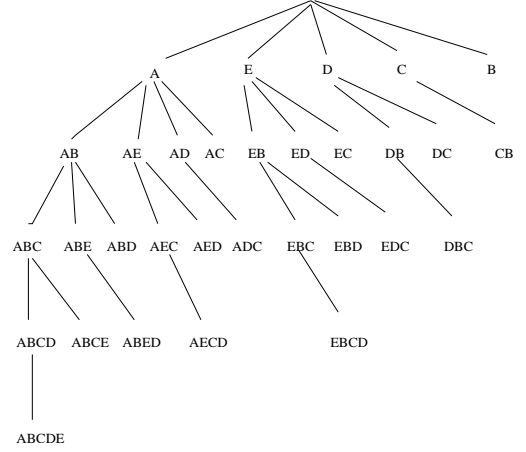 A E D C B
AB AE AD AC EB ED EC DB DC CB
ABC ABE ABD AEC AED ADC EBC EBD EDC DBC
ABCD ABCE ABED AECD EBCD
ABCDE